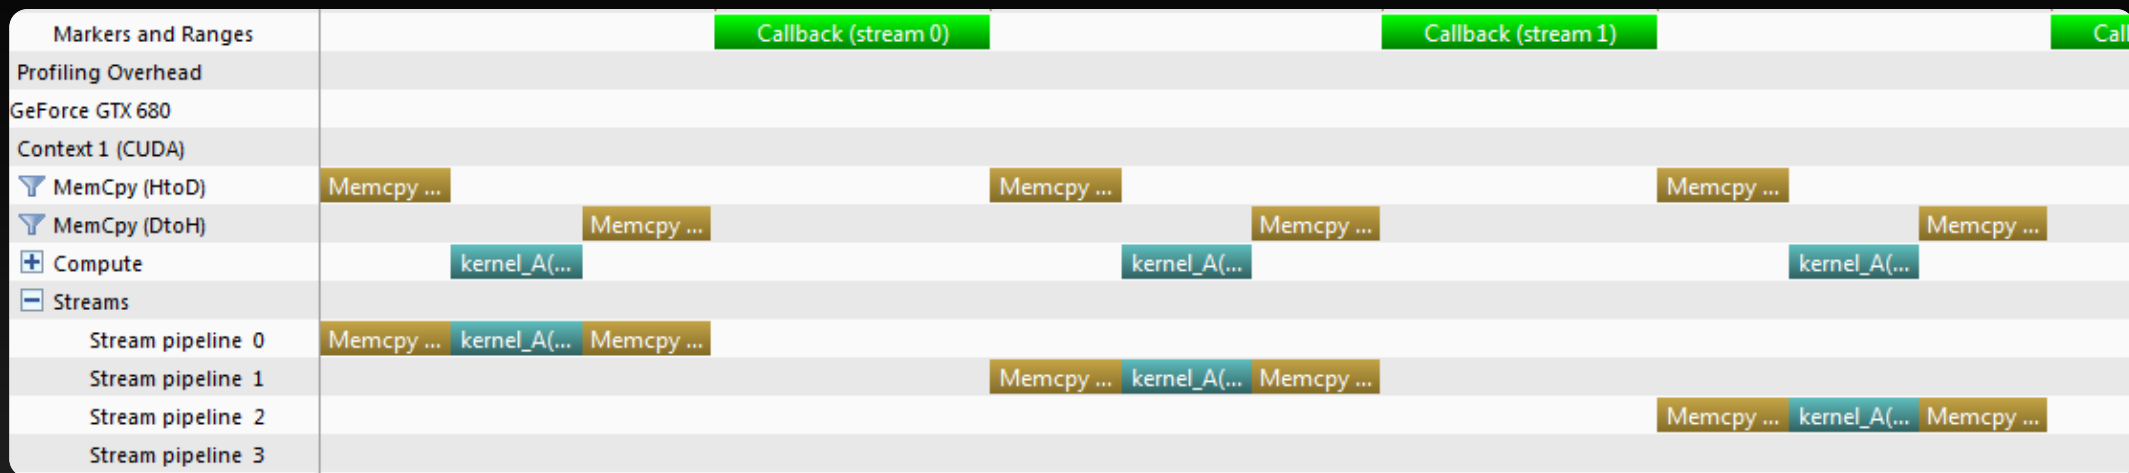 Markers and Ranges Callback (stream 0) Callback (stream 1) Call
Profiling Overhead
GeForce GTX 680
Context 1 (CUDA)
MemCpy (HtoD) Memcpy ... Memcpy ... Memcpy ...
MemCpy (DtoH) Memcpy ... Memcpy ... Memcpy ...
Compute kernel_A(... kernel_A(... kernel_A(...
Streams
Stream pipeline 0 Memcpy ... kernel_A(... Memcpy ...
Stream pipeline 1 Memcpy ... kernel_A(... Memcpy ...
Stream pipeline 2 Memcpy ... kernel_A(... Memcpy ...
Stream pipeline 3